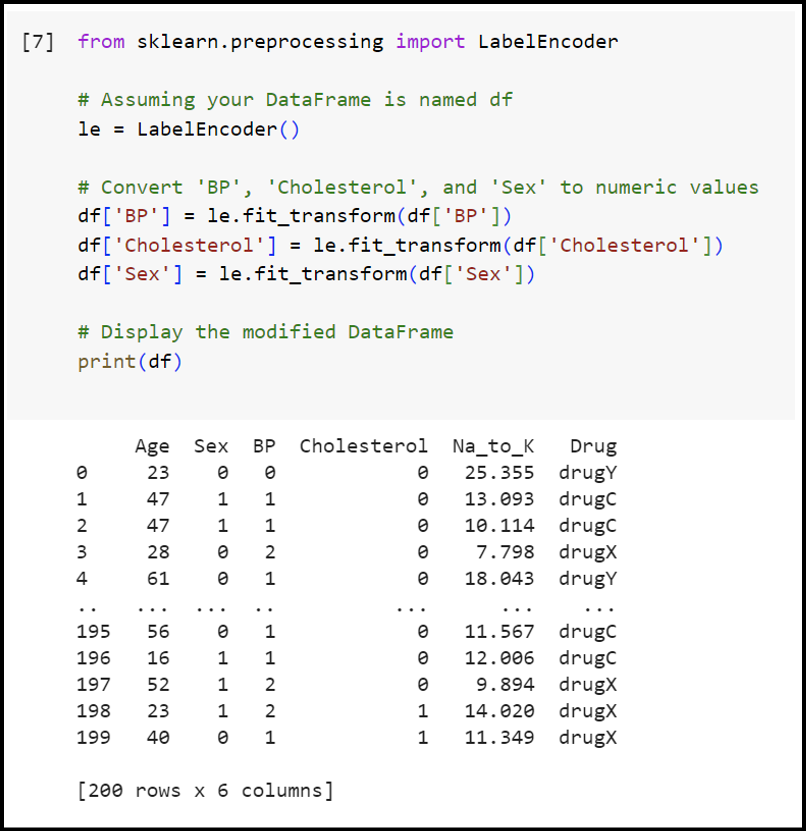 [7] from sklearn.preprocessing import LabelEncoder
# Assuming your DataFrame is named df
le = LabelEncoder()
# Convert 'BP', 'Cholesterol', and 'Sex' to numeric values
df['BP'] = le.fit_transform(df['BP'])
df['Cholesterol'] = le.fit_transform(df['Cholesterol'])
df['Sex'] = le.fit_transform(df['Sex'])
# Display the modified DataFrame
print(df)
Age Sex BP Cholesterol Na_to_K Drug
0 23 0 0 0 25.355 drugY
1 47 1 1 0 13.093 drugC
2 47 1 1 0 10.114 drugC
3 28 0 2 0 7.798 drugX
4 61 0 1 0 18.043 drugY
.. ... ... .. ... ... ...
195 56 0 1 0 11.567 drugC
196 16 1 1 0 12.006 drugC
197 52 1 2 0 9.894 drugX
198 23 1 2 1 14.020 drugX
199 40 0 1 1 11.349 drugX
[200 rows x 6 columns]